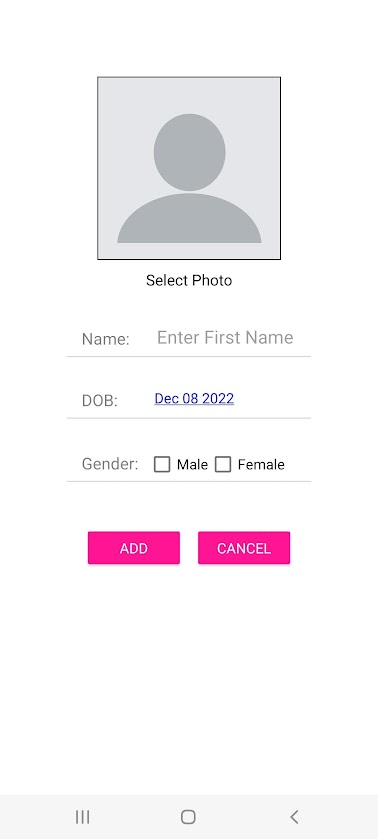 Select Photo
Name: Enter First Name
DOB: Dec 08 2022
Gender: Male Female
ADD CANCEL